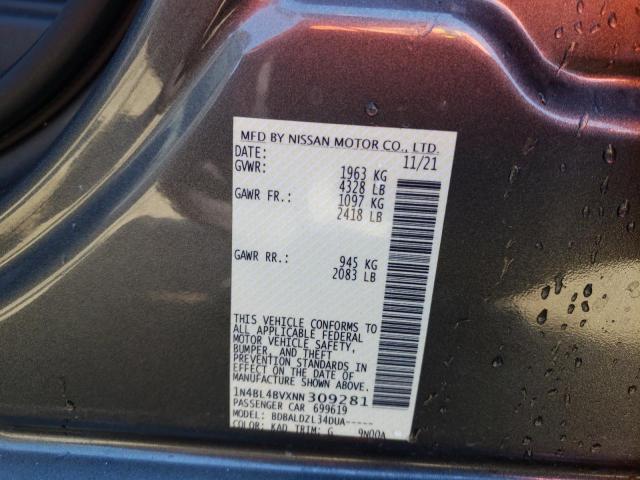 MFD BY NISSAN MOTOR CO., LTD.
DATE: 11/21
GVWR: 1963 KG
4328 LB
GAWR FR.: 1097 KG
2418 LB
GAWR RR.: 945 KG
2083 LB
THIS VEHICLE CONFORMS TO
ALL APPLICABLE FEDERAL
MOTOR VEHICLE SAFETY,
BUMPER, AND THEFT
PREVENTION STANDARDS IN
EFFECT ON THE DATE OF
MANUFACTURE SHOWN ABOVE.
1N4BL4BVXNN309281
PASSENGER CAR 699619
MODEL: BDBALDZL34DUA-----
COLOR: KAD TRIM: G 9N00A